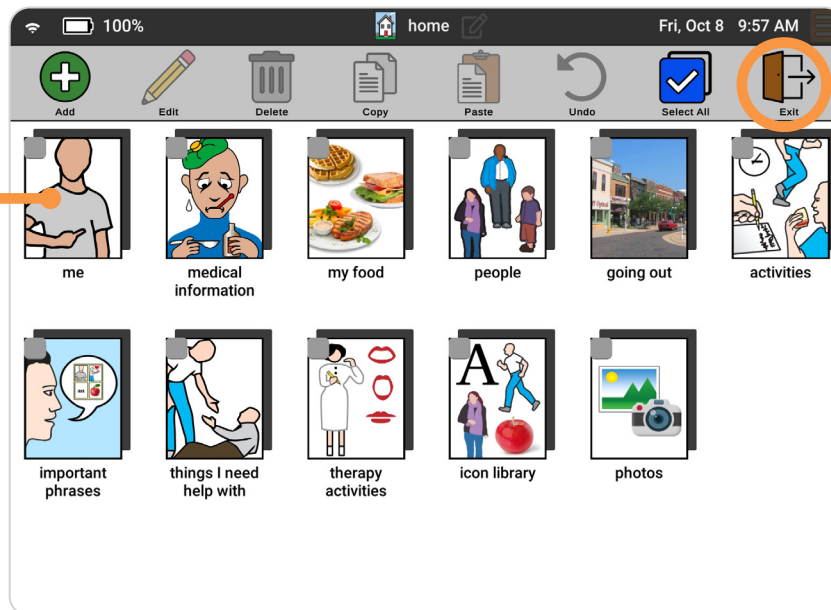 100%
home
Fri, Oct 8 9:57 AM
Add
Edit
Delete
Copy
Paste
Undo
Select All
Exit
me
medical
information
my food
people
going out
activities
important
phrases
things I need
help with
therapy
activities
A
icon library
photos